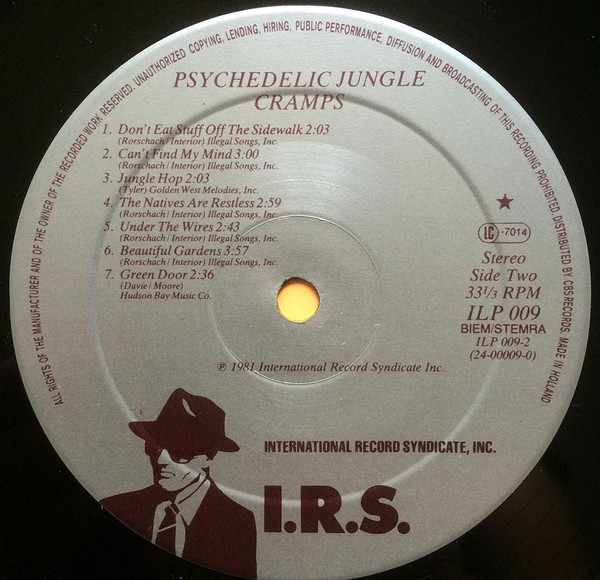 ALL RIGHTS OF THE MANUFACTURER AND OF THE OWNER OF THE RECORDED WORK RESERVED. UNAUTHORIZED COPYING, LENDING, HIRING, PUBLIC PERFORMANCE, DIFFUSION AND BROADCASTING OF THIS RECORDING PROHIBITED. DISTRIBUTED BY CBS RECORDS. MADE IN HOLLAND
PSYCHEDELIC JUNGLE
CRAMPS
1. Don't Eat Stuff Off The Sidewalk 2:03
(Rorschach/Interior) Illegal Songs, Inc.
2. Can't Find My Mind 3:00
(Rorschach/Interior) Illegal Songs, Inc.
3. Jungle Hop 2:03
(Tyler) Golden West Melodies, Inc.
4. The Natives Are Restless 2:59
(Rorschach/Interior) Illegal Songs, Inc.
5. Under The Wires 2:43
(Rorschach/Interior) Illegal Songs, Inc.
6. Beautiful Gardens 3:57
(Rorschach/Interior) Illegal Songs, Inc.
7. Green Door 2:36
(Davie/Moore)
Hudson Bay Music Co.
LC -7014
Stereo
Side Two
33⅓ RPM
ILP 009
BIEM/STEMRA
ILP 009-2
(24-00009-0)
℗ 1981 International Record Syndicate Inc.
INTERNATIONAL RECORD SYNDICATE, INC.
I.R.S.